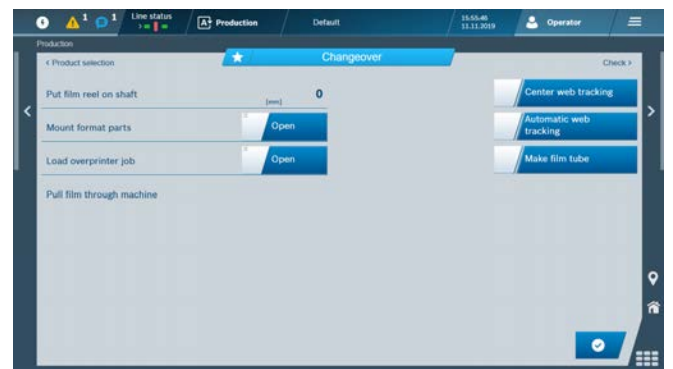 1 1 Line status A Production Default 15:55:46 Operator
11.11.2019
Production
< Product selection Changeover Check >
Put film reel on shaft [mm] 0 Center web tracking
Mount format parts Open Automatic web
tracking
Load overprinter job Open Make film tube
Pull film through machine